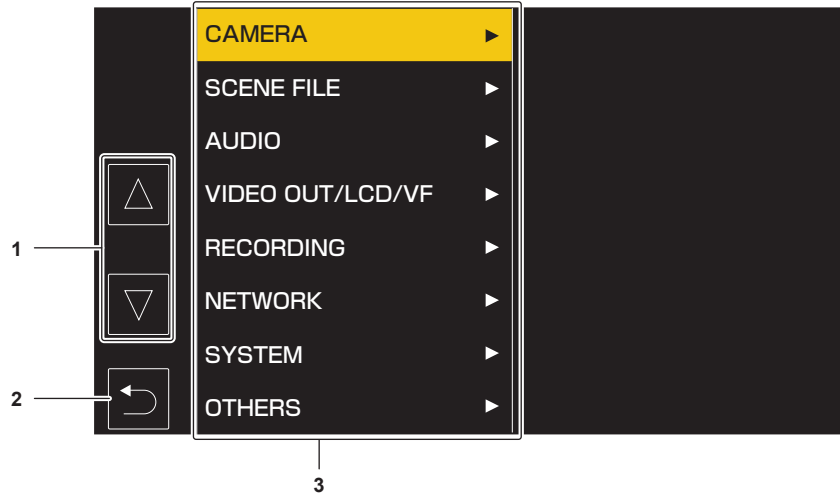 CAMERA
SCENE FILE
AUDIO
VIDEO OUT/LCD/VF
RECORDING
NETWORK
SYSTEM
OTHERS
1
2
3